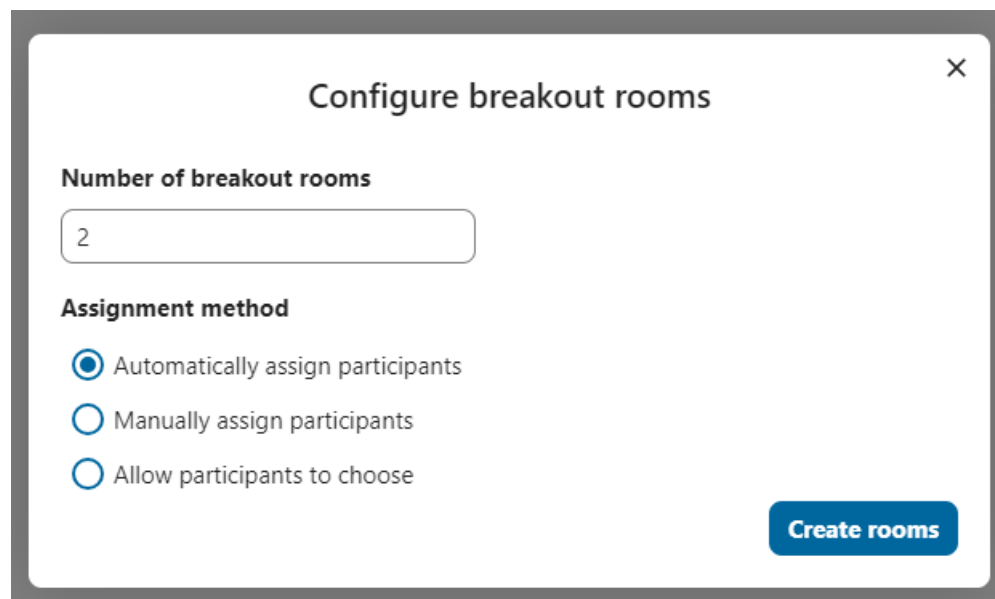 Configure breakout rooms
Number of breakout rooms
2
Assignment method
Automatically assign participants
Manually assign participants
Allow participants to choose
Create rooms